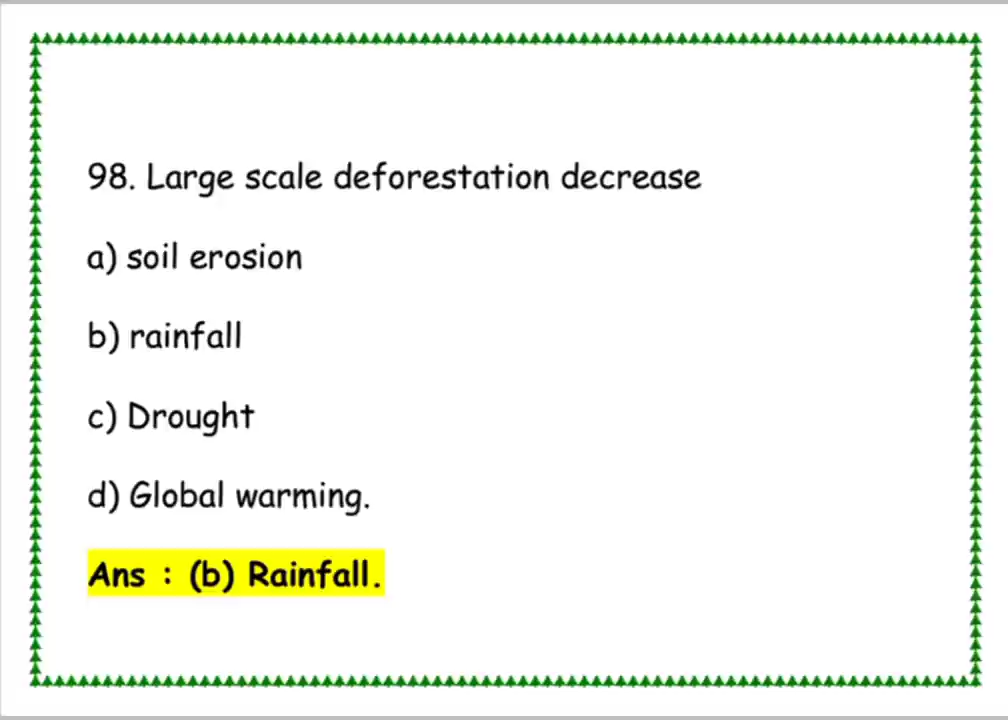 98. Large scale deforestation decrease
a) soil erosion
b) rainfall
c) Drought
d) Global warming.
Ans : (b) Rainfall.